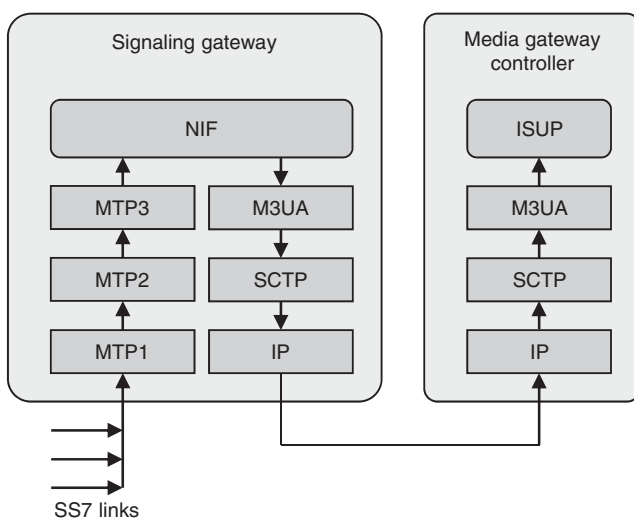 Signaling gateway
NIF
MTP3
M3UA
MTP2
SCTP
MTP1
IP
SS7 links
Media gateway
controller
ISUP
M3UA
SCTP
IP